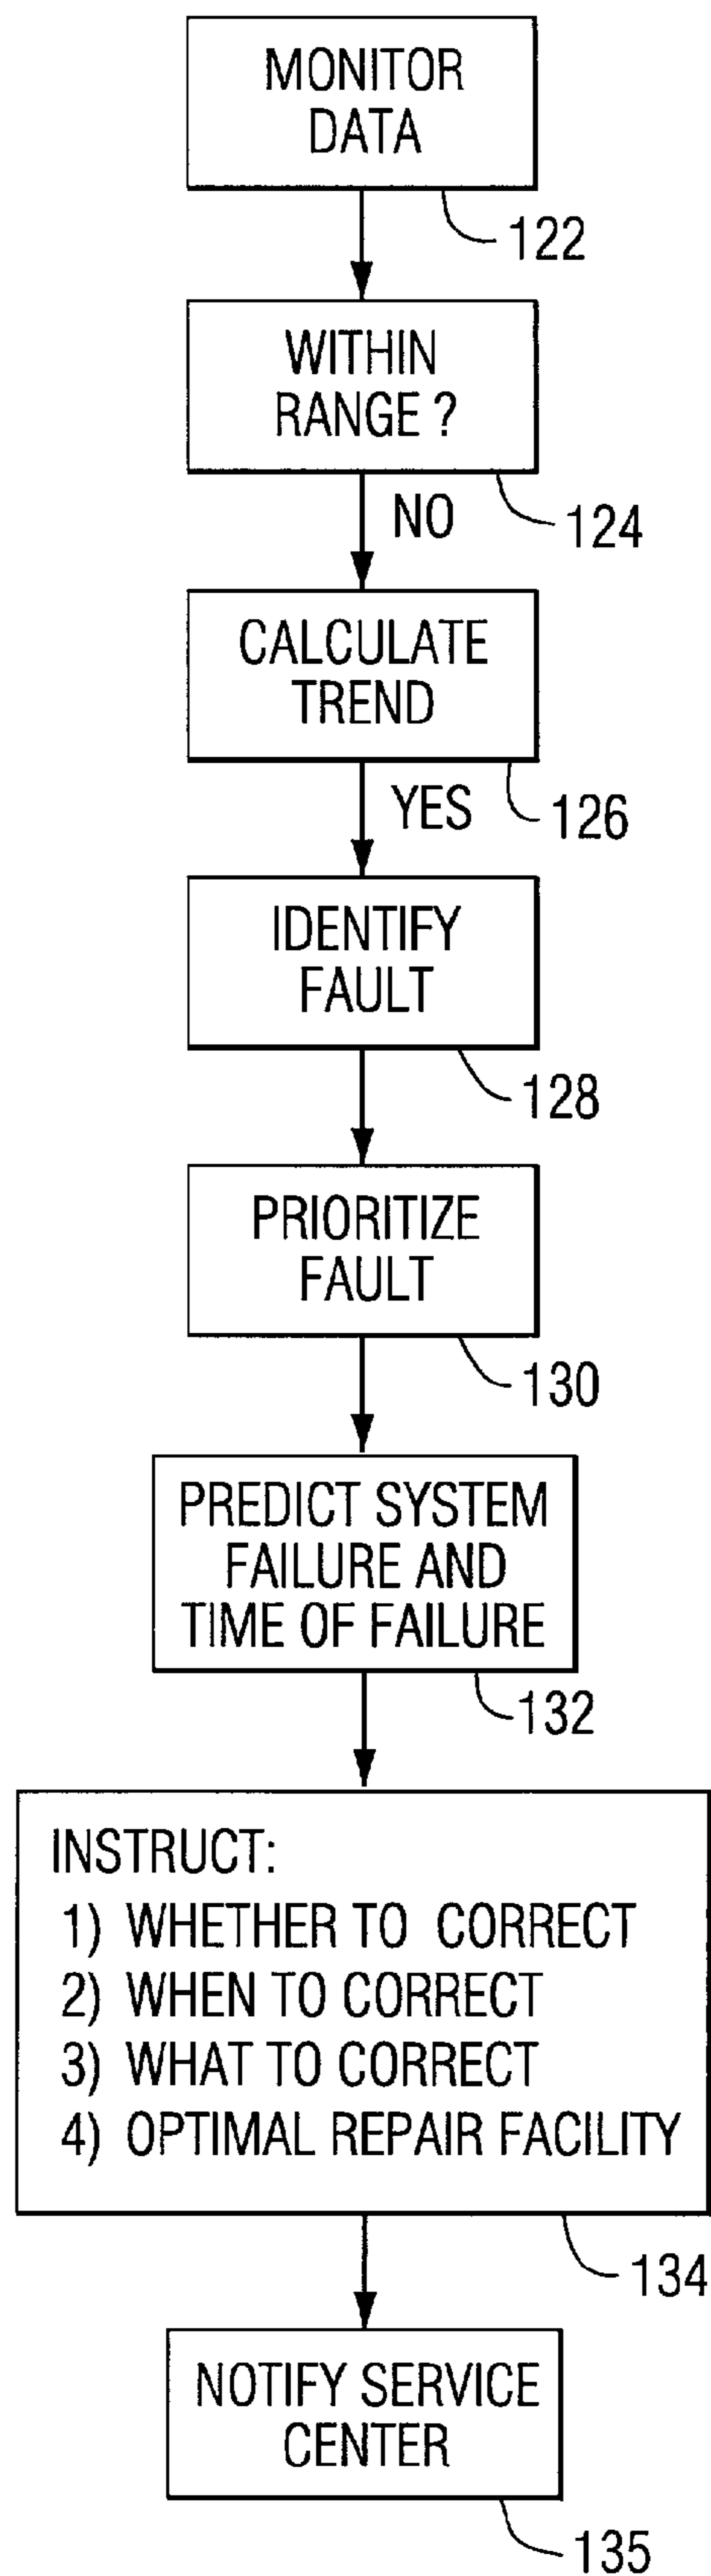 MONITOR
DATA
122
WITHIN
RANGE ?
124
NO
CALCULATE
TREND
126
YES
IDENTIFY
FAULT
128
PRIORITIZE
FAULT
130
PREDICT SYSTEM
FAILURE AND
TIME OF FAILURE
132
INSTRUCT:
1) WHETHER TO CORRECT
2) WHEN TO CORRECT
3) WHAT TO CORRECT
4) OPTIMAL REPAIR FACILITY
134
NOTIFY SERVICE
CENTER
135